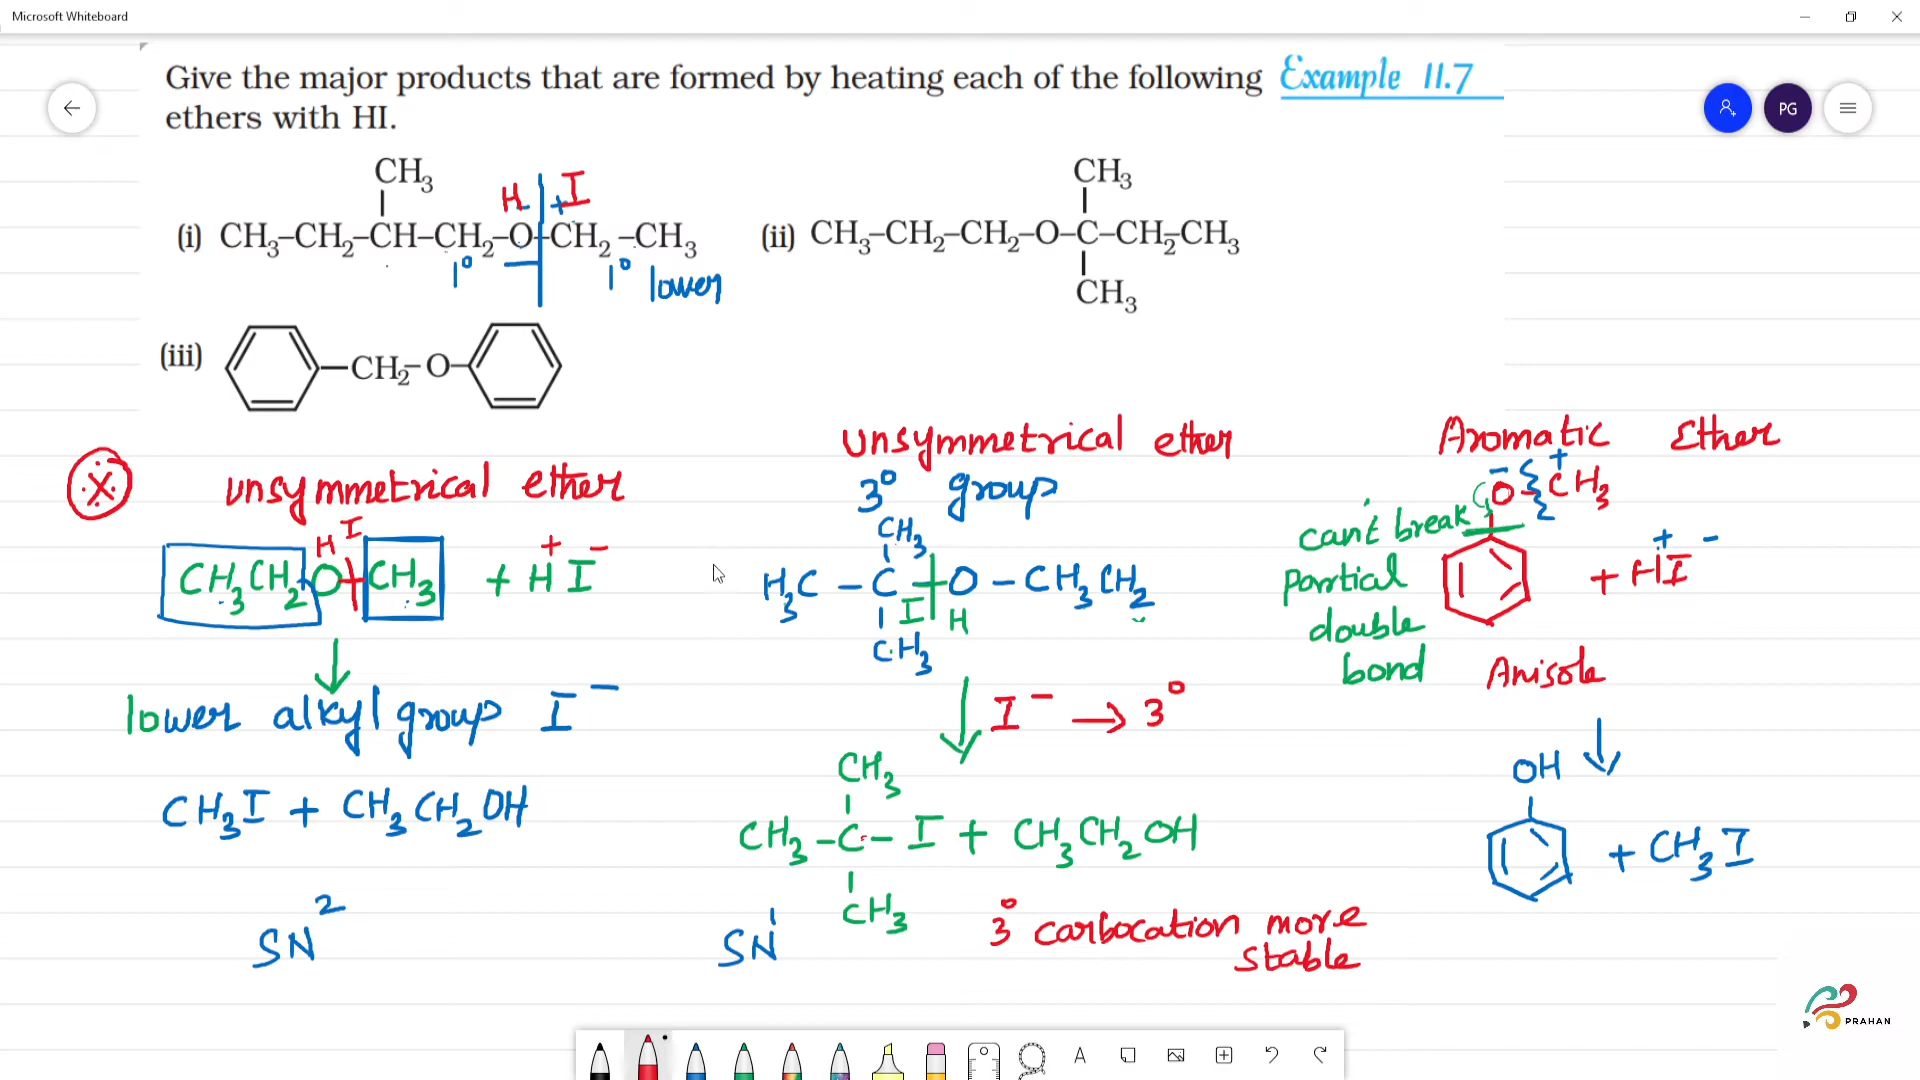 Microsoft Whiteboard
Give the major products that are formed by heating each of the following Example 11.7
ethers with HI.
PG
CH3
H I
(i) CH3–CH2–CH–CH2–O–CH2–CH3
- +
1° 1° lower
CH3
(ii) CH3–CH2–CH2–O–C–CH2CH3
CH3
(iii) –CH2–O–
unsymmetrical ether
H I
CH3CH2 O CH3 + H+ I-
lower alkyl group I-
CH3I + CH3CH2OH
SN2
unsymmetrical ether
3° group
CH3
H3C – C – O – CH3CH2
I H
CH3
I- → 3°
CH3
CH3–C–I + CH3CH2OH
CH3
SN1
3° carbocation more
stable
Aromatic Ether
- +
O CH3
can't break
partial
double
bond
+ -
+ HI
Anisole
OH
+ CH3I
PRAHAN
A